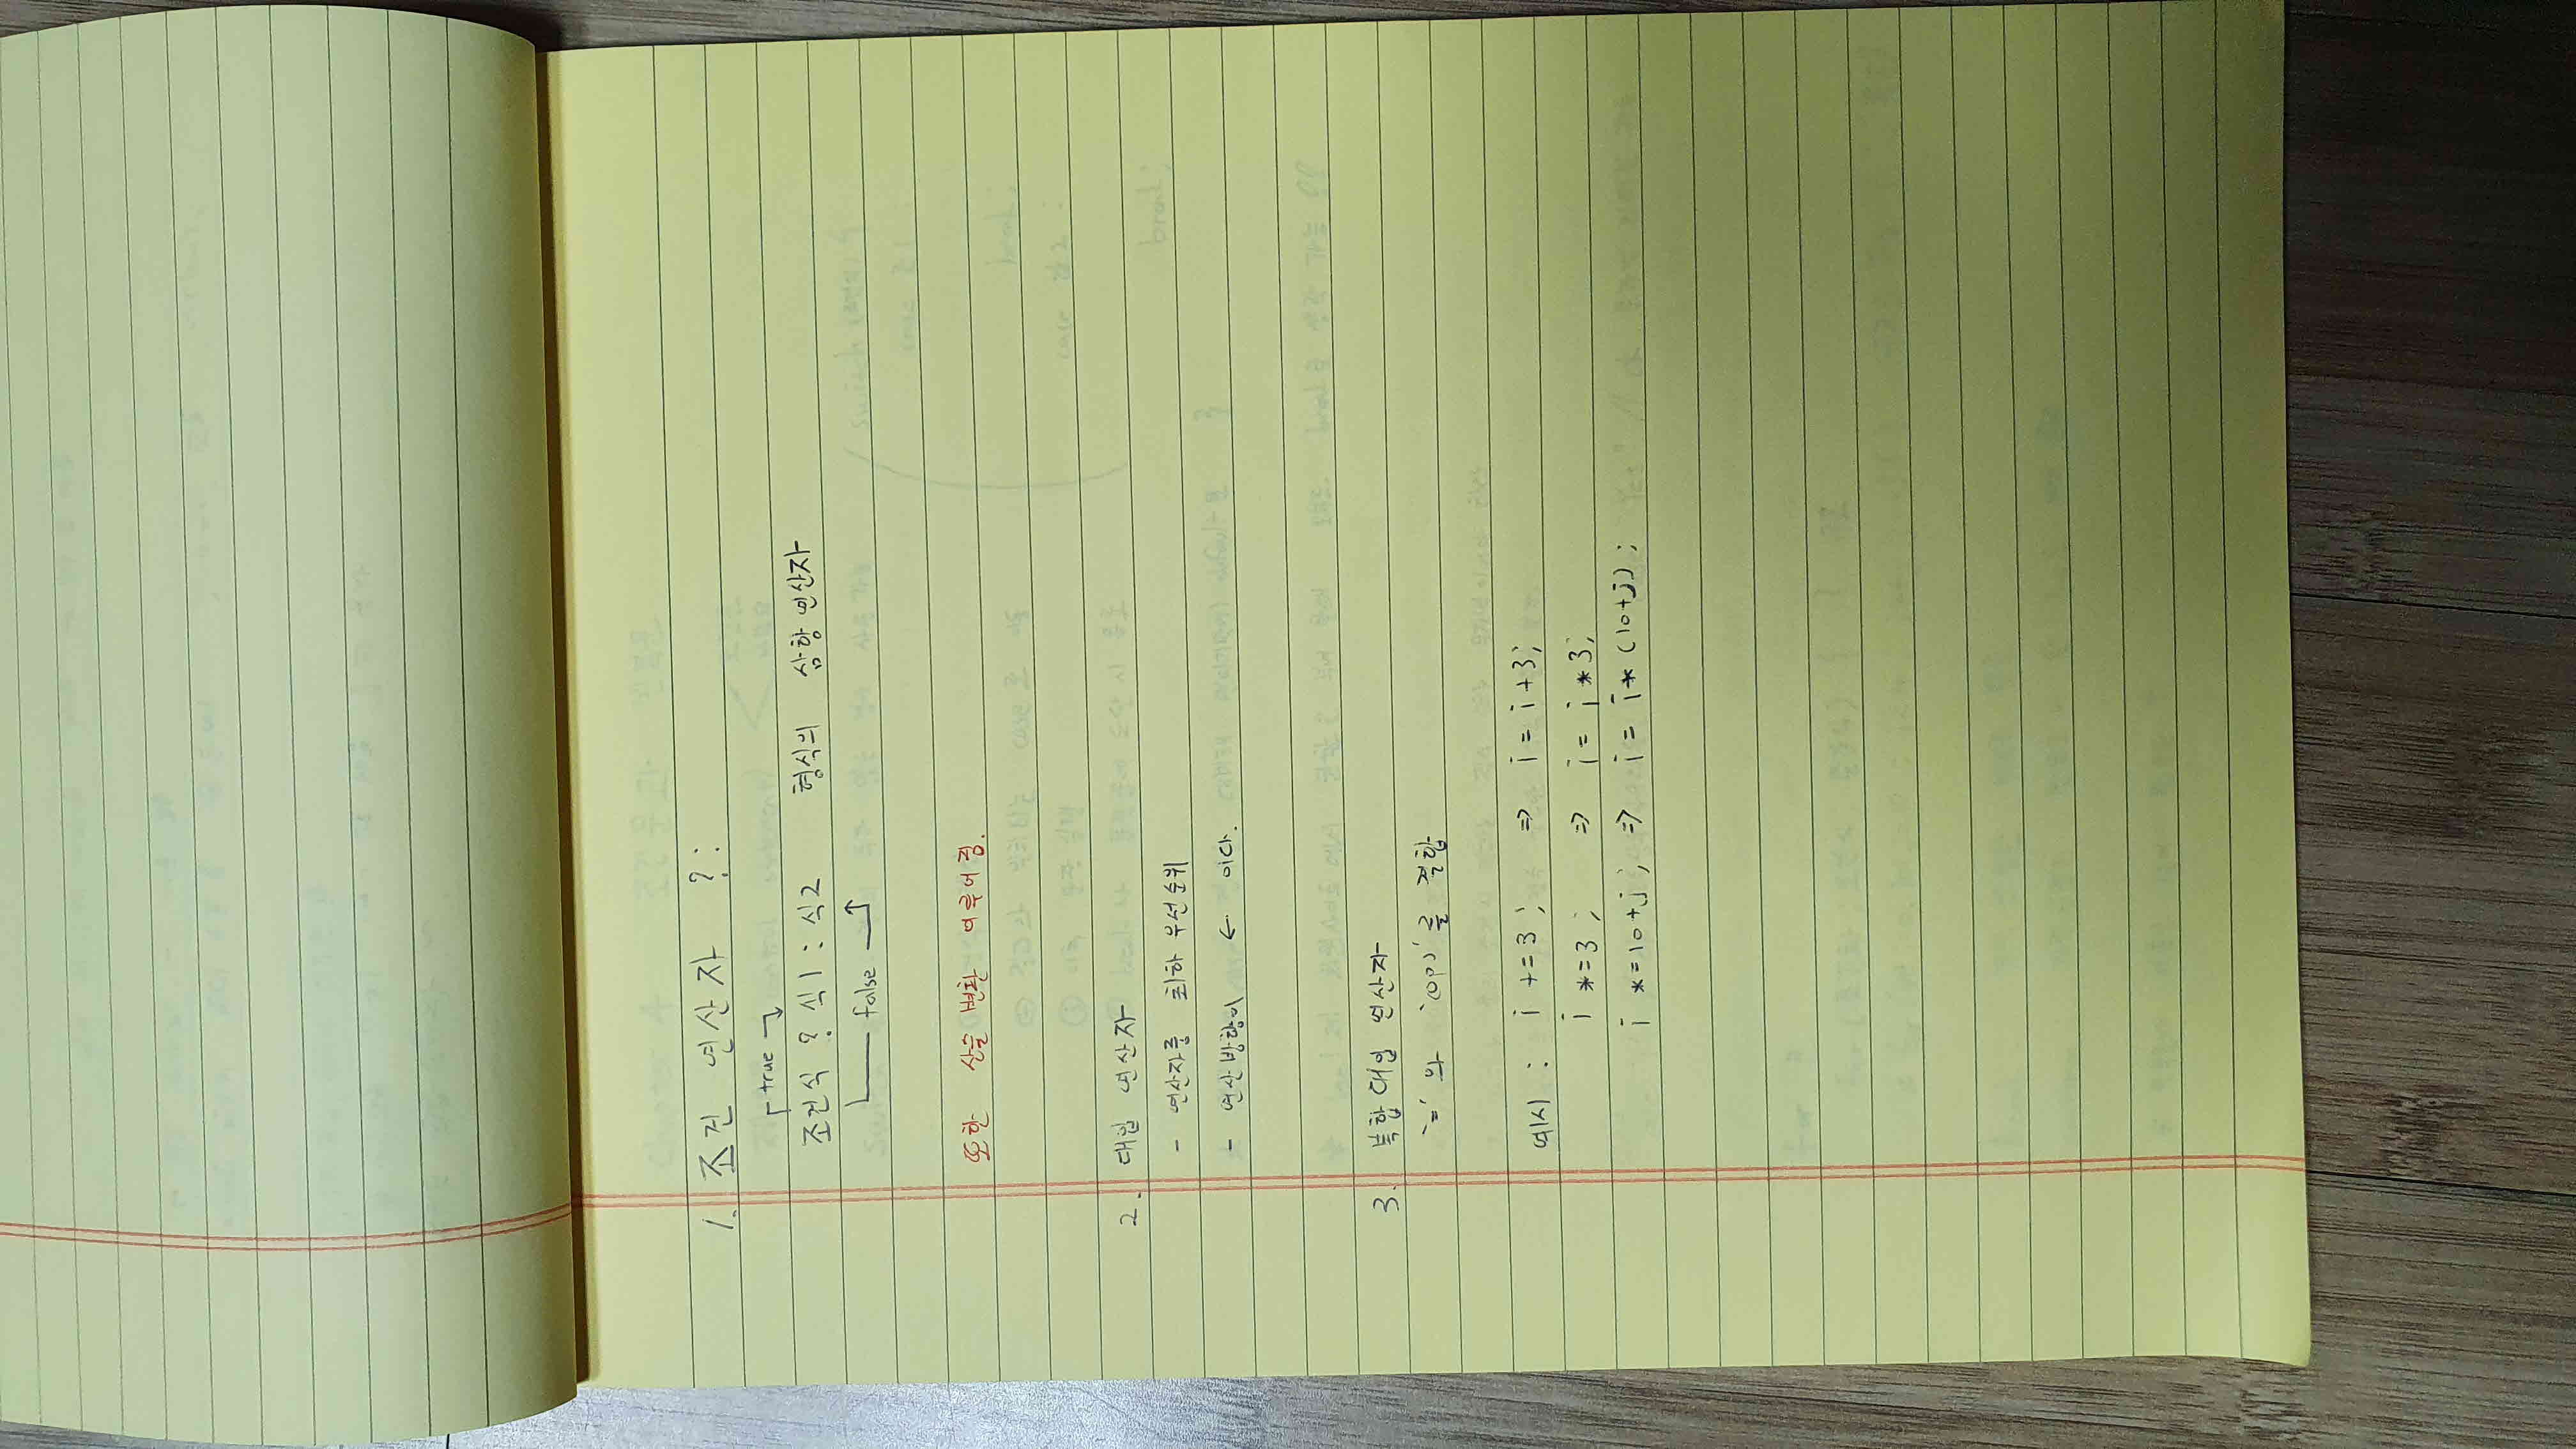 1. 조건 연산자 ?:
true
조건식 ? 식1 : 식2 형식의 삼항 연산자
false
또한 산술 변환 이루어짐.
2. 대입 연산자
- 연산자중 최하 우선순위
- 연산방향이 ← 이다.
3. 복합 대입 연산자
'=' 와 '(op)' 를 결합
예시 : i += 3 ; => i = i + 3;
i *= 3 ; => i = i * 3;
i *= 10+j ; => i = i * (10+j) ;